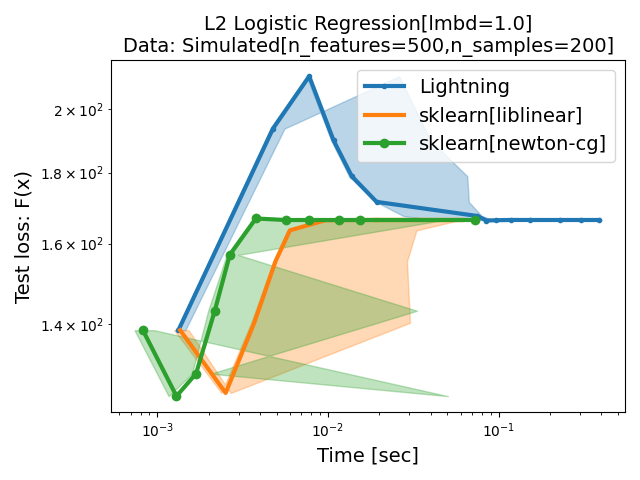 L2 Logistic Regression[lmbd=1.0]
Data: Simulated[n_features=500,n_samples=200]
Test loss: F(x)
2 × 10²
1.8 × 10²
1.6 × 10²
1.4 × 10²
Lightning
sklearn[liblinear]
sklearn[newton-cg]
10⁻³
10⁻²
10⁻¹
Time [sec]